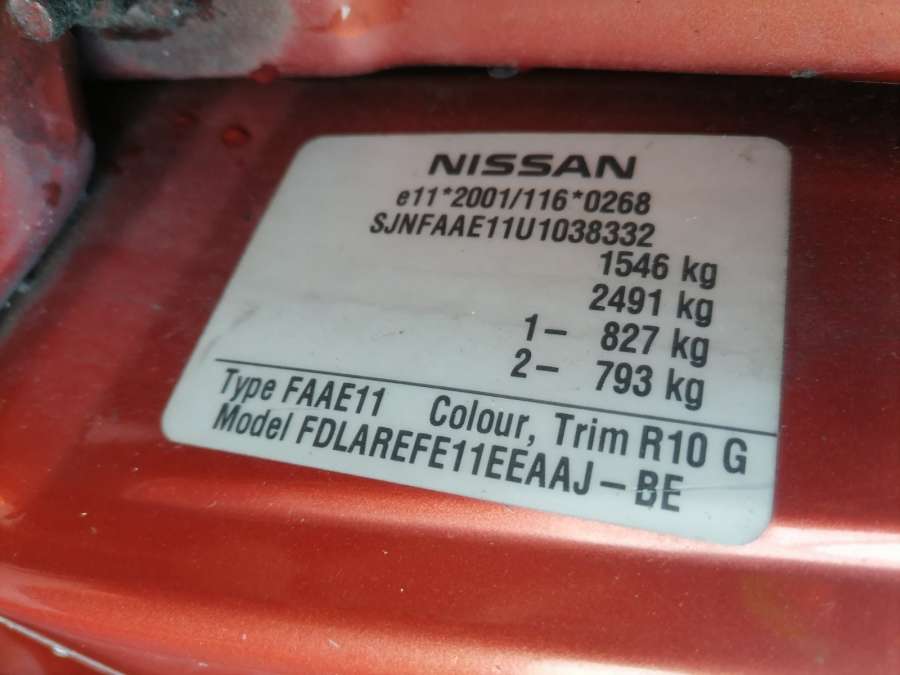 NISSAN
e11*2001/116*0268
SJNFAAE11U1038332
1546 kg
2491 kg
1– 827 kg
2– 793 kg
Type FAAE11 Colour, Trim R10 G
Model FDLAREFE11EEAAJ–BE